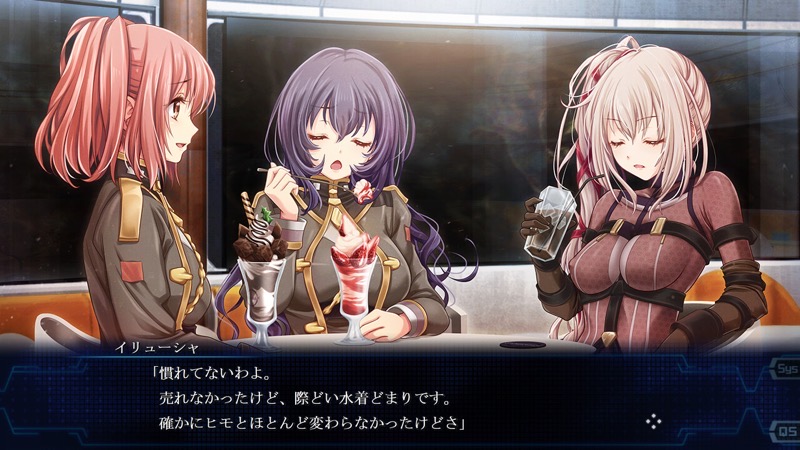 イリューシャ
「慣れてないわよ。
売れなかったけど、際どい水着どまりです。
確かにヒモとほとんど変わらなかったけどさ」
Sys
QS